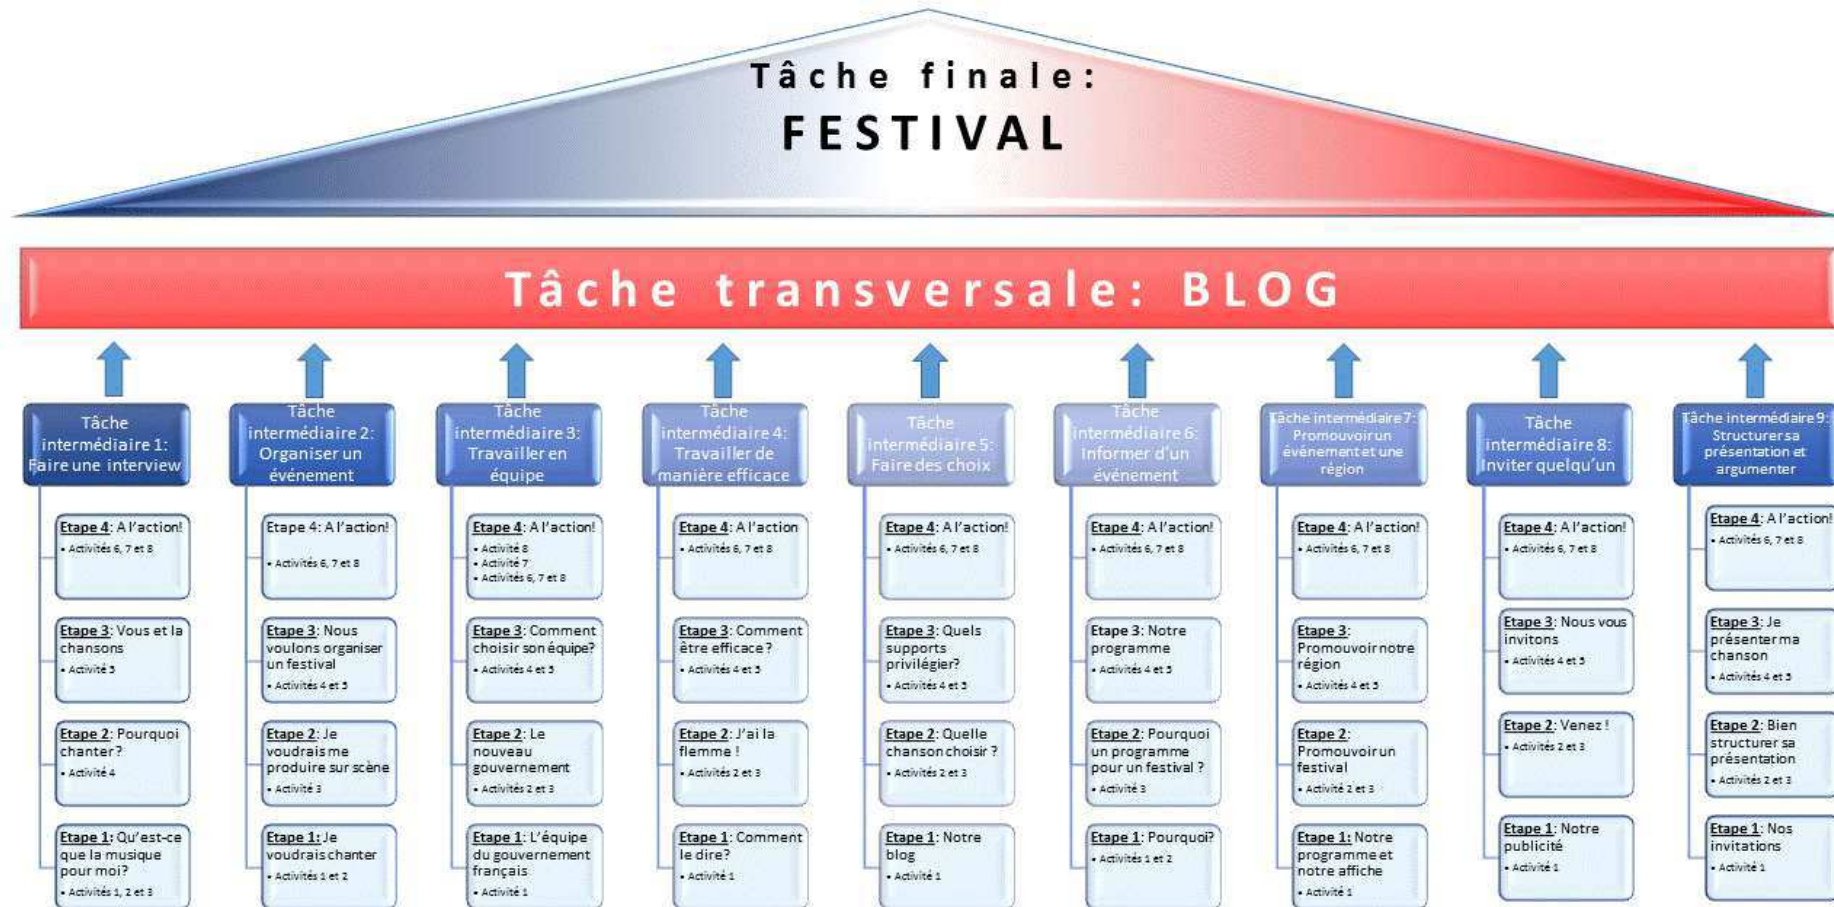 Tâche finale:
FESTIVAL
Tâche transversale: BLOG
Tâche
intermédiaire 1:
Faire une interview
Etape 4: A l'action!
• Activités 6, 7 et 8
Etape 3: Vous et la
chansons
• Activité 5
Etape 2: Pourquoi
chanter?
• Activité 4
Etape 1: Qu'est-ce
que la musique
pour moi?
• Activités 1, 2 et 3
Tâche
intermédiaire 2:
Organiser un
événement
Etape 4: A l'action!
• Activités 6, 7 et 8
Etape 3: Nous
voulons organiser
un festival
• Activités 4 et 5
Etape 2: Je
voudrais me
produire sur scène
• Activité 3
Etape 1: Je
voudrais chanter
• Activités 1 et 2
Tâche
intermédiaire 3:
Travailler en
équipe
Etape 4: A l'action!
• Activité 8
• Activité 7
• Activités 6, 7 et 8
Etape 3: Comment
choisir son équipe?
• Activités 4 et 5
Etape 2: Le
nouveau
gouvernement
• Activités 2 et 3
Etape 1: L'équipe
du gouvernement
français
• Activité 1
Tâche
intermédiaire 4:
Travailler de
manière efficace
Etape 4: A l'action
• Activités 6, 7 et 8
Etape 3: Comment
être efficace ?
• Activités 4 et 5
Etape 2: J'ai la
flemme !
• Activités 2 et 3
Etape 1: Comment
le dire?
• Activité 1
Tâche
intermédiaire 5:
Faire des choix
Etape 4: A l'action!
• Activités 6, 7 et 8
Etape 3: Quels
supports
privilégier?
• Activités 4 et 5
Etape 2: Quelle
chanson choisir ?
• Activités 2 et 3
Etape 1: Notre
blog
• Activité 1
Tâche
intermédiaire 6:
Informer d'un
événement
Etape 4: A l'action!
• Activités 6, 7 et 8
Etape 3: Notre
programme
• Activités 4 et 5
Etape 2: Pourquoi
un programme
pour un festival ?
• Activité 3
Etape 1: Pourquoi?
• Activités 1 et 2
Tâche intermédiaire 7:
Promouvoir un
événement et une
région
Etape 4: A l'action!
• Activités 6, 7 et 8
Etape 3:
Promouvoir notre
région
• Activités 4 et 5
Etape 2:
Promouvoir un
festival
• Activité 2 et 3
Etape 1: Notre
programme et
notre affiche
• Activité 1
Tâche
intermédiaire 8:
Inviter quelqu'un
Etape 4: A l'action!
• Activités 6, 7 et 8
Etape 3: Nous vous
invitons
• Activités 4 et 5
Etape 2: Venez !
• Activités 2 et 3
Etape 1: Notre
publicité
• Activité 1
Tâche intermédiaire 9:
Structurer sa
présentation et
argumenter
Etape 4: A l'action!
• Activités 6, 7 et 8
Etape 3: Je
présenter ma
chanson
• Activités 4 et 5
Etape 2: Bien
structurer sa
présentation
• Activités 2 et 3
Etape 1: Nos
invitations
• Activité 1